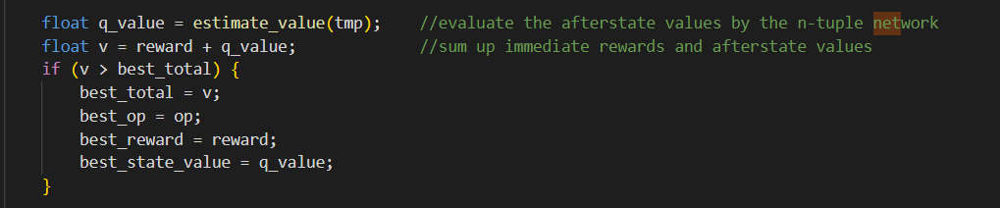 float q_value = estimate_value(tmp);    //evaluate the afterstate values by the n-tuple network
float v = reward + q_value;             //sum up immediate rewards and afterstate values
if (v > best_total) {
    best_total = v;
    best_op = op;
    best_reward = reward;
    best_state_value = q_value;
}